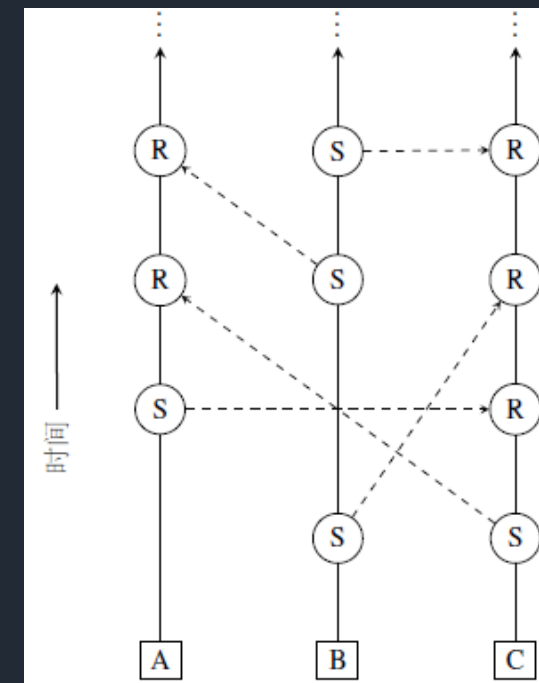 ⋮ ⋮ ⋮
R S R
R S R
S R
S S
时间
A B C